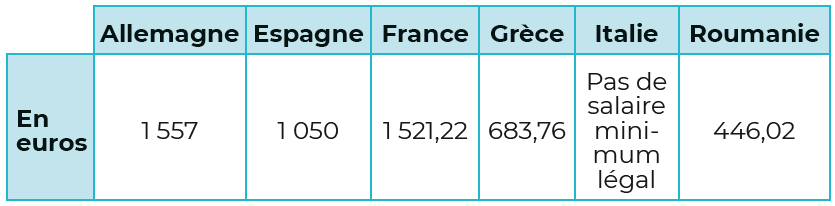 Allemagne Espagne France Grèce Italie Roumanie
En
euros
1 557 1 050 1 521,22 683,76
Pas de
salaire
mini-
mum
légal
446,02